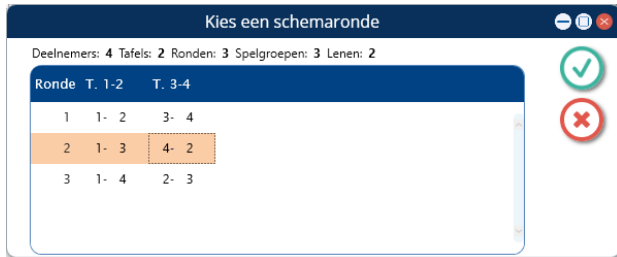 Kies een schemaronde
Deelnemers: 4 Tafels: 2 Ronden: 3 Spelgroepen: 3 Lenen: 2
Ronde T. 1-2 T. 3-4
1 1- 2 3- 4
2 1- 3 4- 2
3 1- 4 2- 3